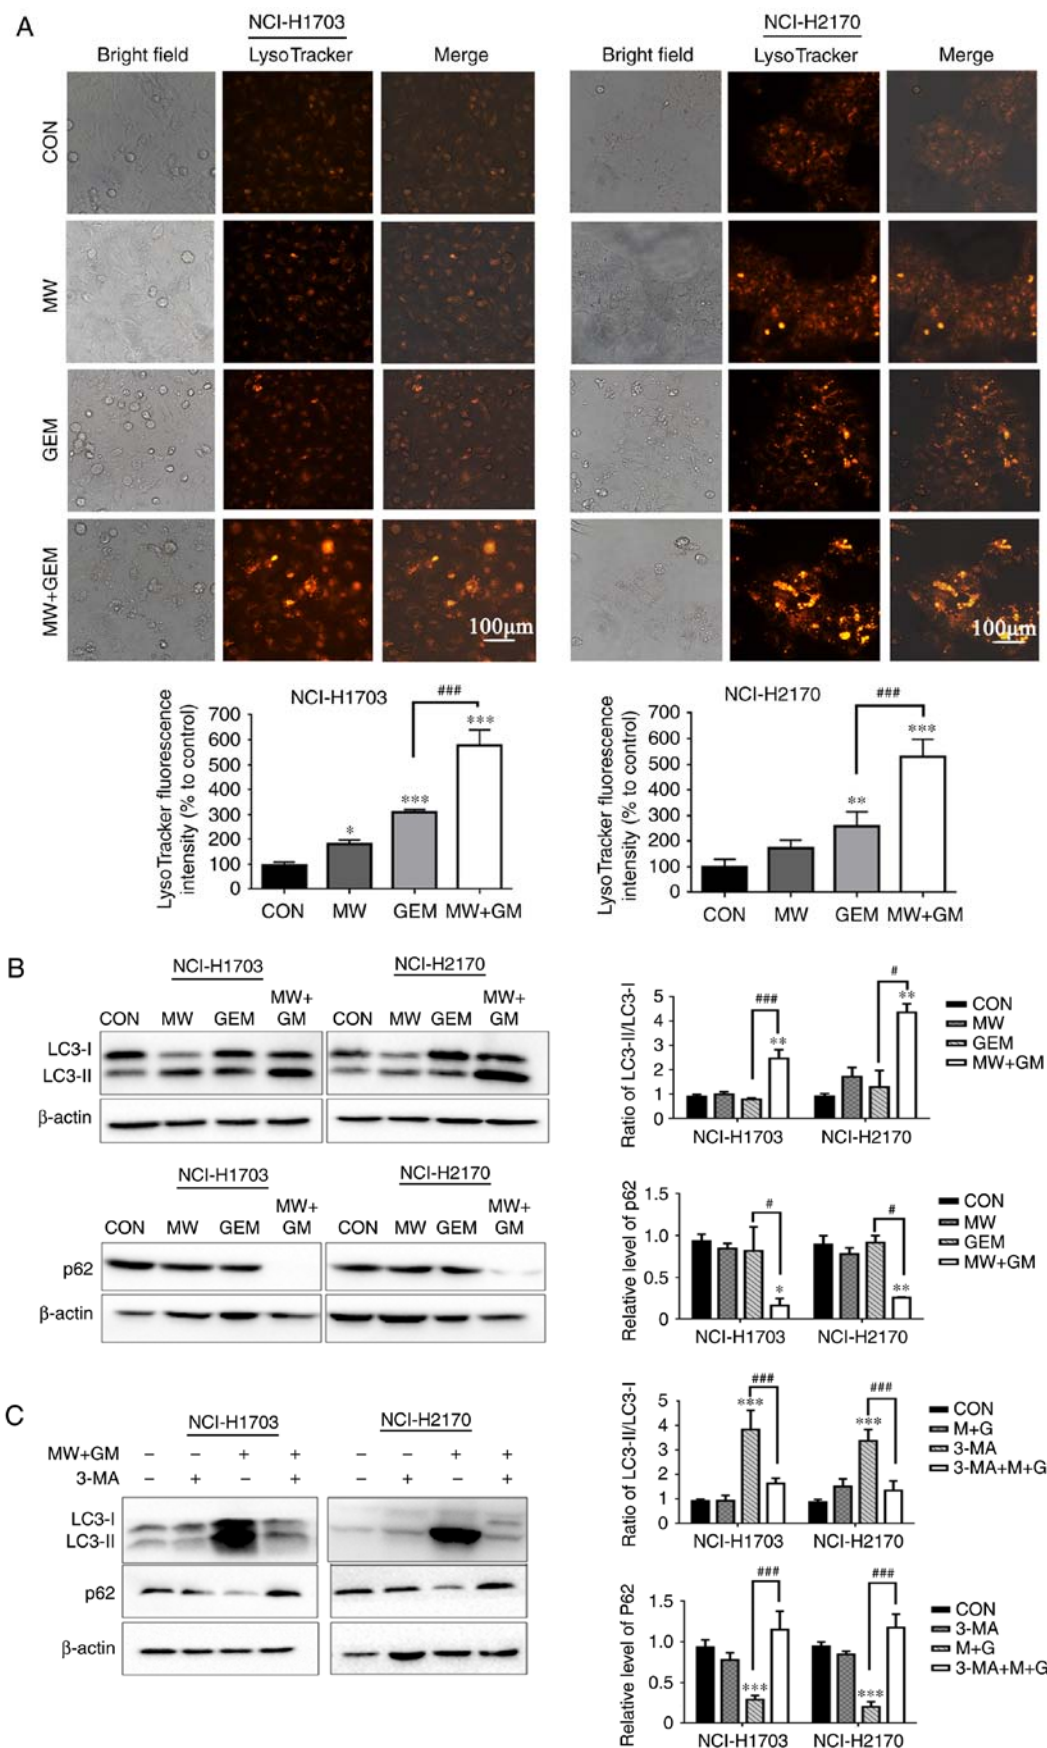 A
NCI-H1703
NCI-H2170
Bright field LysoTracker Merge
Bright field LysoTracker Merge
CON
MW
GEM
MW+GEM
100μm
100μm
LysoTracker fluorescence
intensity (% to control)
NCI-H1703
###
700
600
500
400
300
200
100
0
*
***
***
CON MW GEM MW+GM
LysoTracker fluorescence
intensity (% to control)
NCI-H2170
###
700
600
500
400
300
200
100
0
**
***
CON MW GEM MW+GM
B
NCI-H1703
NCI-H2170
CON MW GEM MW+
GM
CON MW GEM MW+
GM
LC3-I
LC3-II
β-actin
Ratio of LC3-II/LC3-I
5
4
3
2
1
0
###
**
#
**
NCI-H1703 NCI-H2170
CON
MW
GEM
MW+GM
NCI-H1703
NCI-H2170
CON MW GEM MW+
GM
CON MW GEM MW+
GM
p62
β-actin
Relative level of p62
1.5
1.0
0.5
0
#
*
#
**
NCI-H1703 NCI-H2170
CON
MW
GEM
MW+GM
C
NCI-H1703
NCI-H2170
MW+GM – – + + – – + +
3-MA – + – + – + – +
LC3-I
LC3-II
p62
β-actin
Ratio of LC3-II/LC3-I
5
4
3
2
1
0
***
###
***
###
NCI-H1703 NCI-H2170
CON
M+G
3-MA
3-MA+M+G
Relative level of P62
1.5
1.0
0.5
0
***
###
***
###
NCI-H1703 NCI-H2170
CON
3-MA
M+G
3-MA+M+G